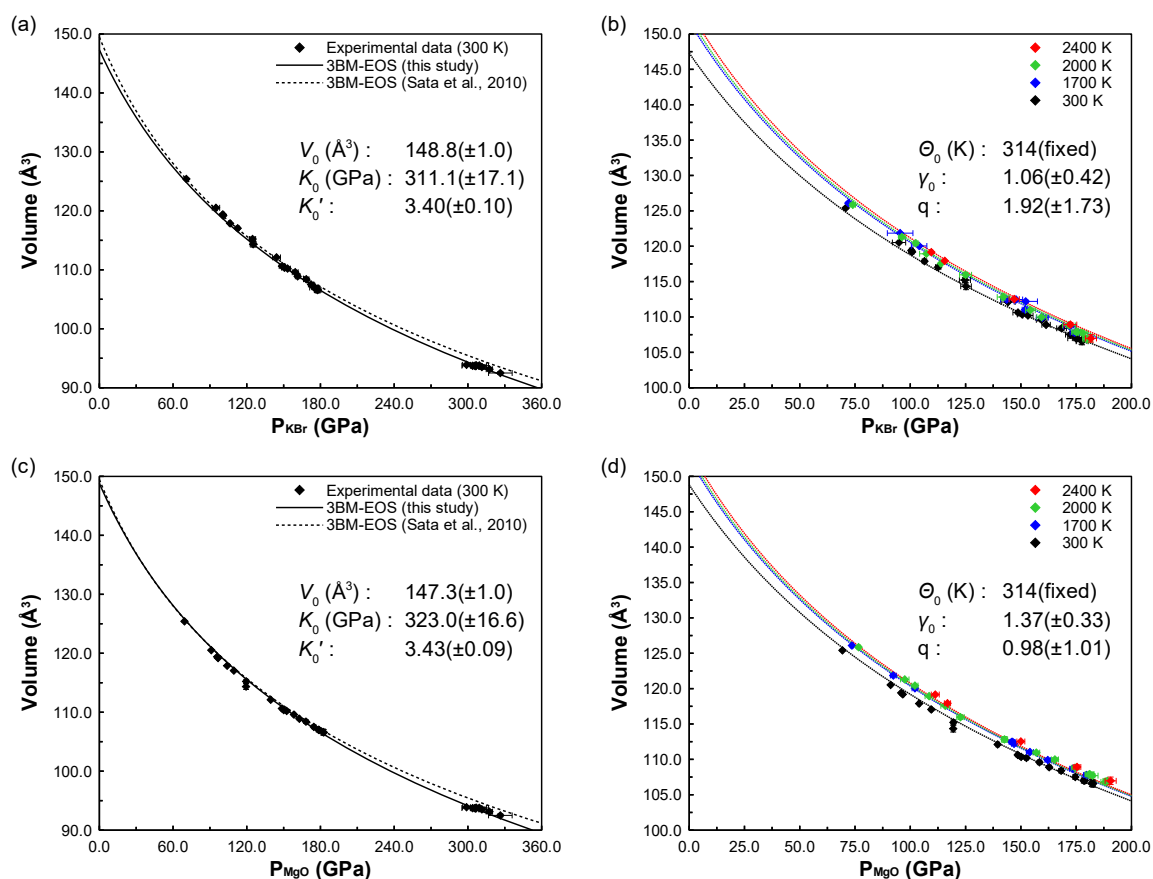 (a)
150.0
140.0
130.0
120.0
110.0
100.0
90.0
Volume (Å³)
Experimental data (300 K)
3BM-EOS (this study)
3BM-EOS (Sata et al., 2010)
V₀ (Å³) : 148.8(±1.0)
K₀ (GPa) : 311.1(±17.1)
K₀′ : 3.40(±0.10)
0.0 60.0 120.0 180.0 240.0 300.0 360.0
P_KBr (GPa)
(b)
150.0
145.0
140.0
135.0
130.0
125.0
120.0
115.0
110.0
105.0
100.0
Volume (Å³)
2400 K
2000 K
1700 K
300 K
Θ₀ (K) : 314(fixed)
γ₀ : 1.06(±0.42)
q : 1.92(±1.73)
0.0 25.0 50.0 75.0 100.0 125.0 150.0 175.0 200.0
P_KBr (GPa)
(c)
150.0
140.0
130.0
120.0
110.0
100.0
90.0
Volume (Å³)
Experimental data (300 K)
3BM-EOS (this study)
3BM-EOS (Sata et al., 2010)
V₀ (Å³) : 147.3(±1.0)
K₀ (GPa) : 323.0(±16.6)
K₀′ : 3.43(±0.09)
0.0 60.0 120.0 180.0 240.0 300.0 360.0
P_MgO (GPa)
(d)
150.0
145.0
140.0
135.0
130.0
125.0
120.0
115.0
110.0
105.0
100.0
Volume (Å³)
2400 K
2000 K
1700 K
300 K
Θ₀ (K) : 314(fixed)
γ₀ : 1.37(±0.33)
q : 0.98(±1.01)
0.0 25.0 50.0 75.0 100.0 125.0 150.0 175.0 200.0
P_MgO (GPa)